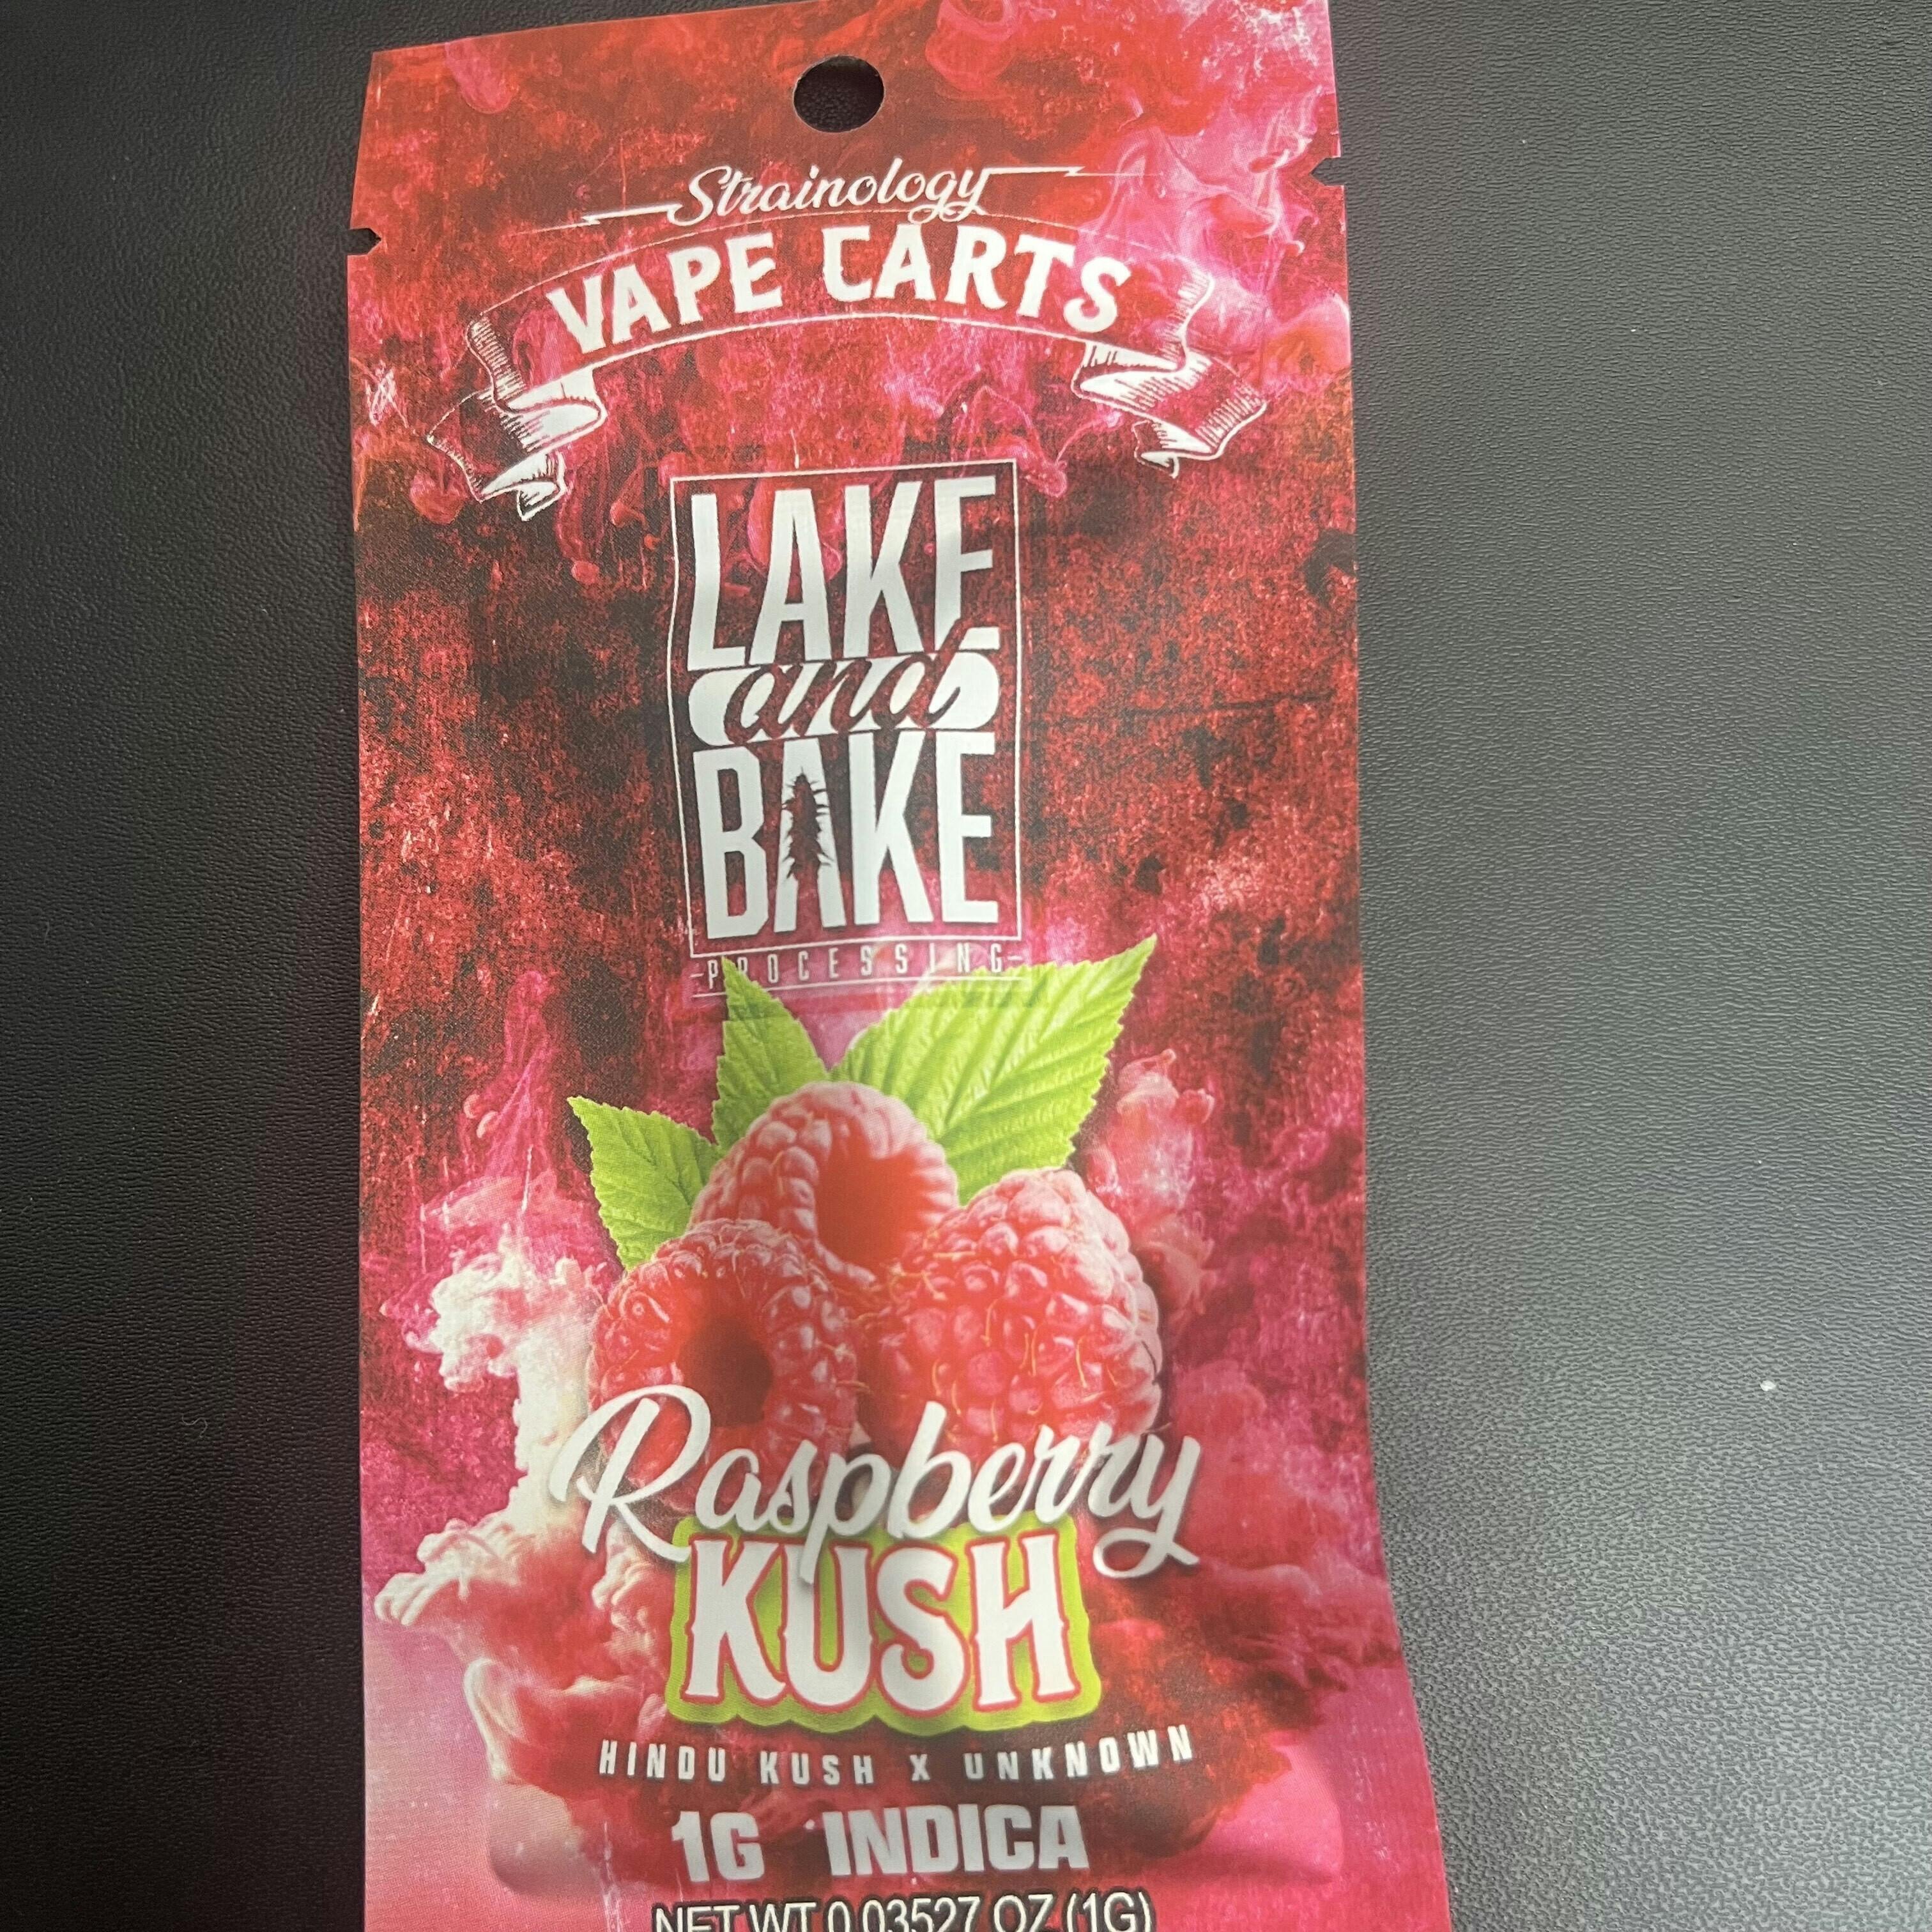 Strainology
VAPE CARTS
LAKE
and
BAKE
-PROCESSING-
Raspberry
KUSH
HINDU KUSH X UNKNOWN
1G INDICA
NET WT 0.03527 OZ (1G)